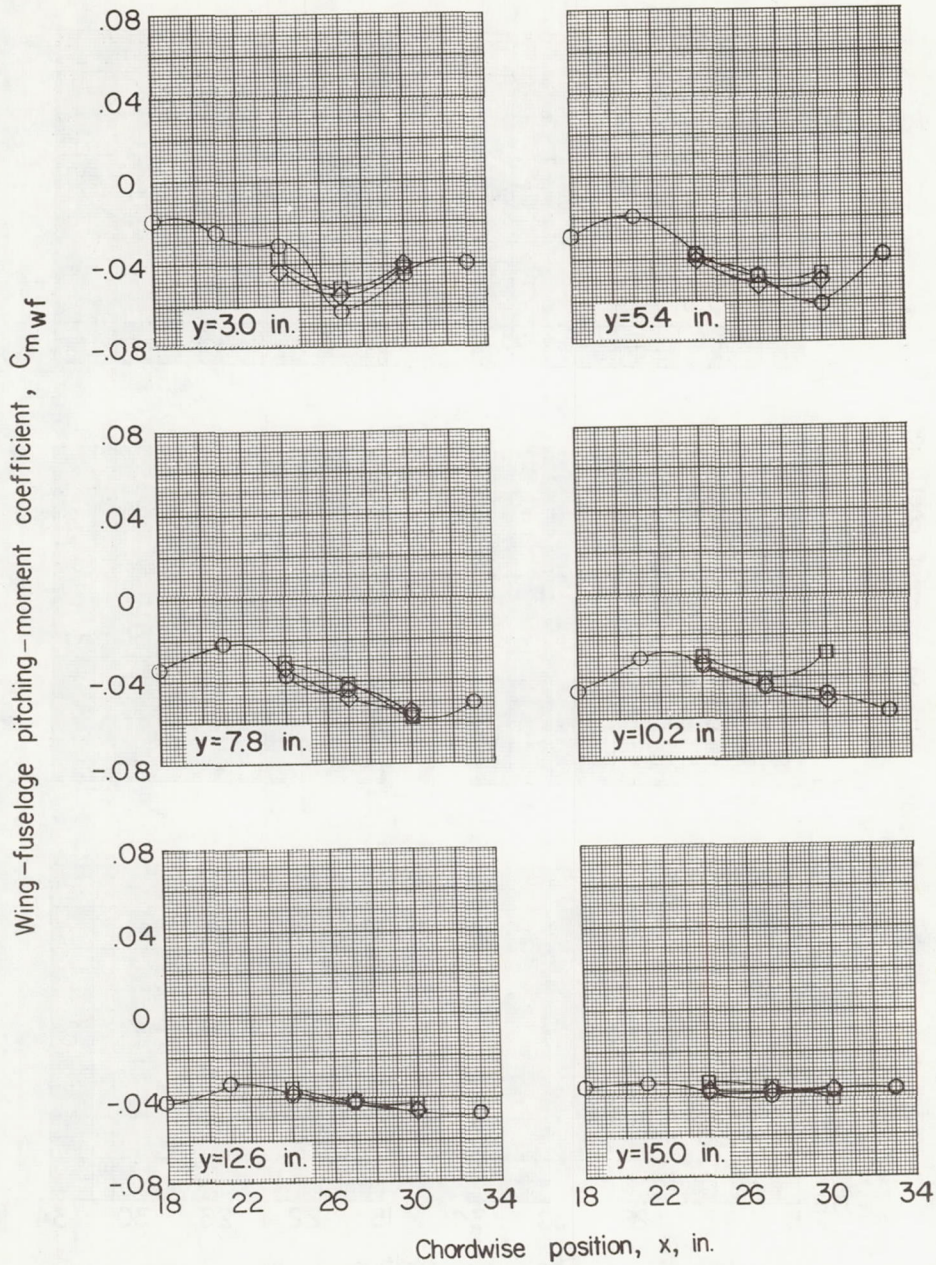 Wing-fuselage pitching-moment coefficient, C m wf
.08
.04
0
-.04
-.08
y=3.0 in.
y=5.4 in.
.08
.04
0
-.04
-.08
y=7.8 in.
y=10.2 in
.08
.04
0
-.04
-.08
y=12.6 in.
y=15.0 in.
18 22 26 30 34
18 22 26 30 34
Chordwise position, x, in.